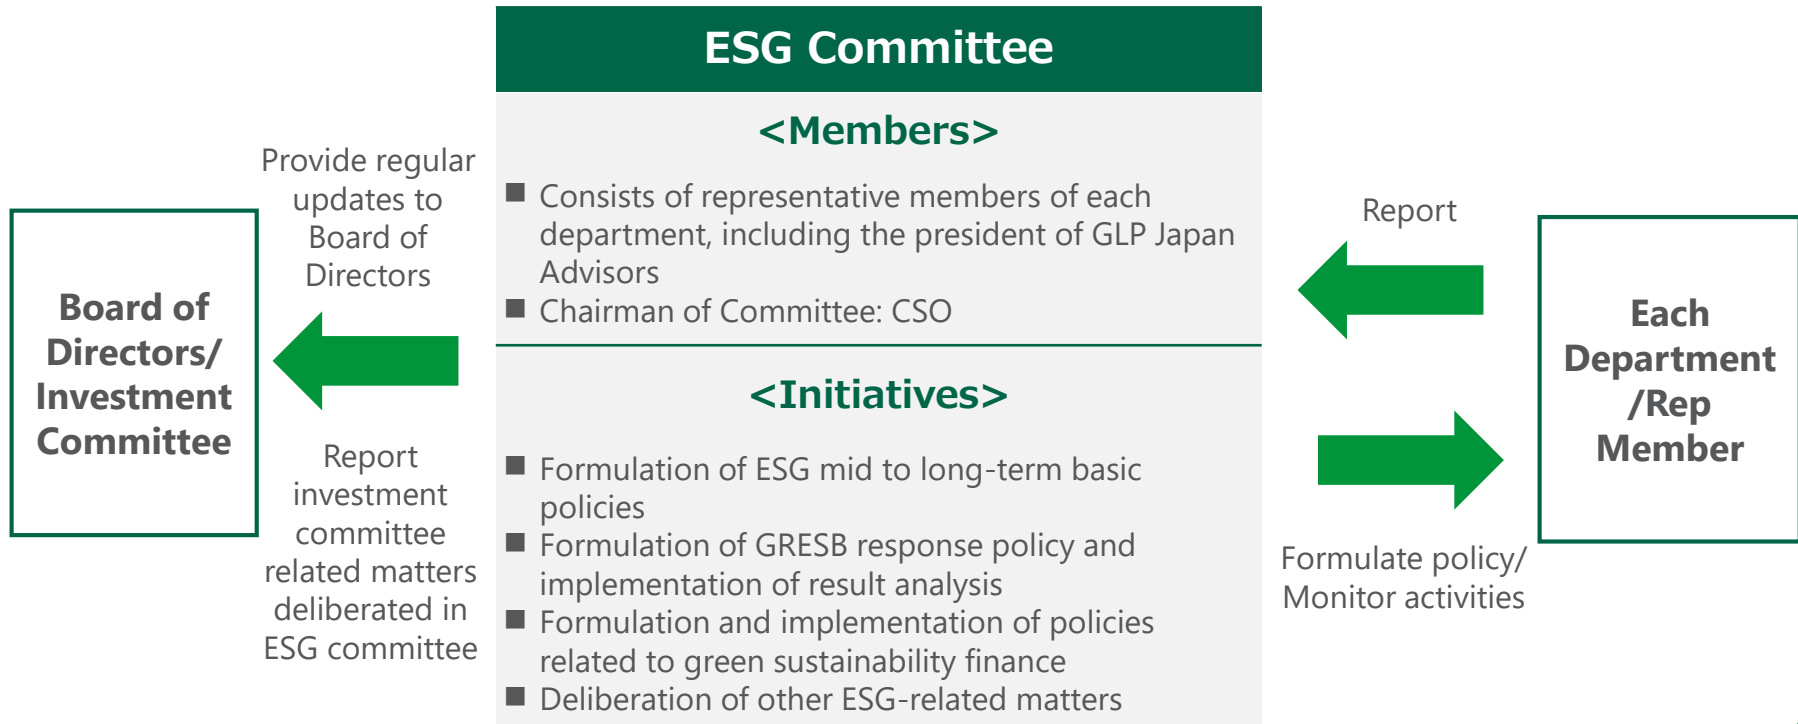 ESG Committee
<Members>
■ Consists of representative members of each
department, including the president of GLP Japan
Advisors
■ Chairman of Committee: CSO
<Initiatives>
■ Formulation of ESG mid to long-term basic
policies
■ Formulation of GRESB response policy and
implementation of result analysis
■ Formulation and implementation of policies
related to green sustainability finance
■ Deliberation of other ESG-related matters
Board of
Directors/
Investment
Committee
Provide regular
updates to
Board of
Directors
Report
investment
committee
related matters
deliberated in
ESG committee
Report
Formulate policy/
Monitor activities
Each
Department
/Rep
Member